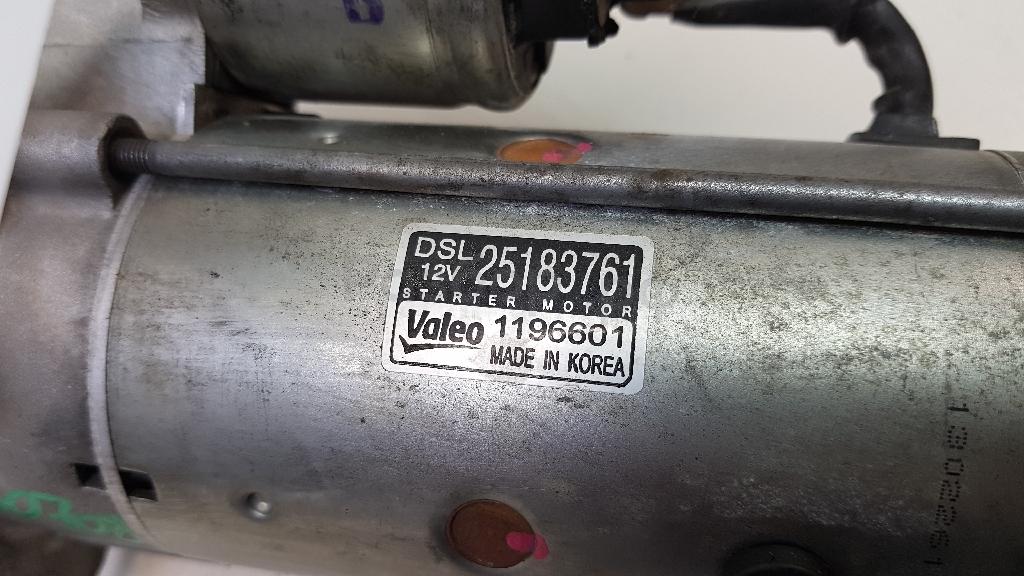 DSL 25183761
12V
STARTER MOTOR
Valeo 1196601
MADE IN KOREA